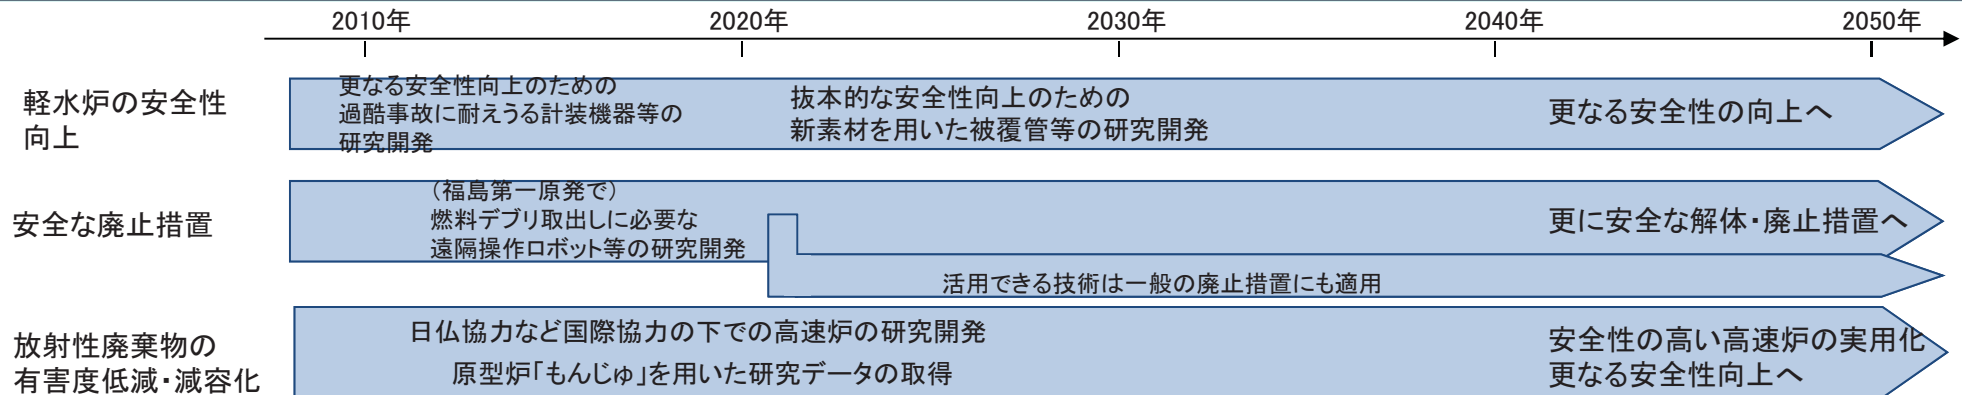 2010年
2020年
2030年
2040年
2050年
軽水炉の安全性
向上
更なる安全性向上のための
過酷事故に耐えうる計装機器等の
研究開発
抜本的な安全性向上のための
新素材を用いた被覆管等の研究開発
更なる安全性の向上へ
安全な廃止措置
（福島第一原発で）
燃料デブリ取出しに必要な
遠隔操作ロボット等の研究開発
更に安全な解体・廃止措置へ
活用できる技術は一般の廃止措置にも適用
放射性廃棄物の
有害度低減・減容化
日仏協力など国際協力の下での高速炉の研究開発
原型炉「もんじゅ」を用いた研究データの取得
安全性の高い高速炉の実用化
更なる安全性向上へ